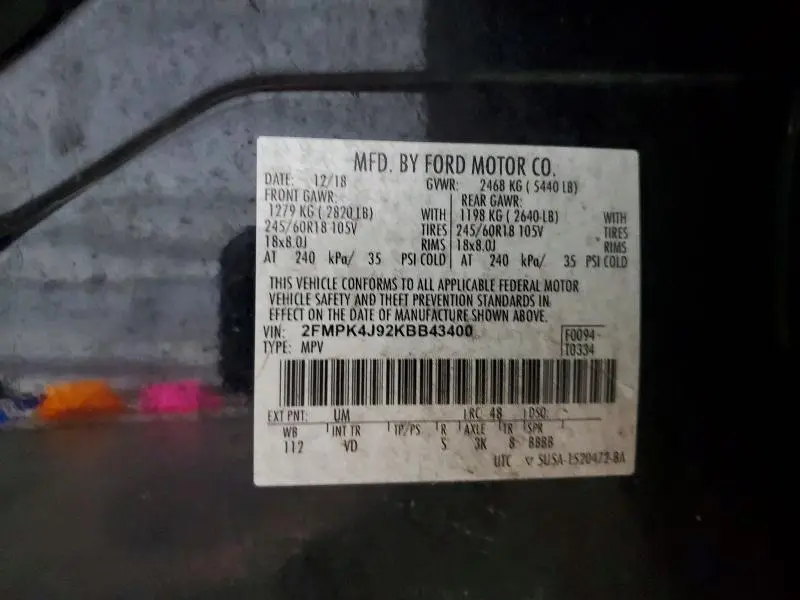 MFD. BY FORD MOTOR CO.
DATE: 12/18 GVWR: 2468 KG ( 5440 LB)
FRONT GAWR: REAR GAWR:
1279 KG ( 2820 LB) WITH 1198 KG ( 2640 LB) WITH
245/60R18 105V TIRES 245/60R18 105V TIRES
18x8.0J RIMS 18x8.0J RIMS
AT 240 kPa/ 35 PSI COLD AT 240 kPa/ 35 PSI COLD
THIS VEHICLE CONFORMS TO ALL APPLICABLE FEDERAL MOTOR
VEHICLE SAFETY AND THEFT PREVENTION STANDARDS IN
EFFECT ON THE DATE OF MANUFACTURE SHOWN ABOVE.
VIN: 2FMPK4J92KBB43400 F0094
TYPE: MPV T0334
EXT PNT: UM RC: 48 DSO:
WB INT TR TP/PS R AXLE TR SPR
112 VD S 3K 8 BBBB
UTC